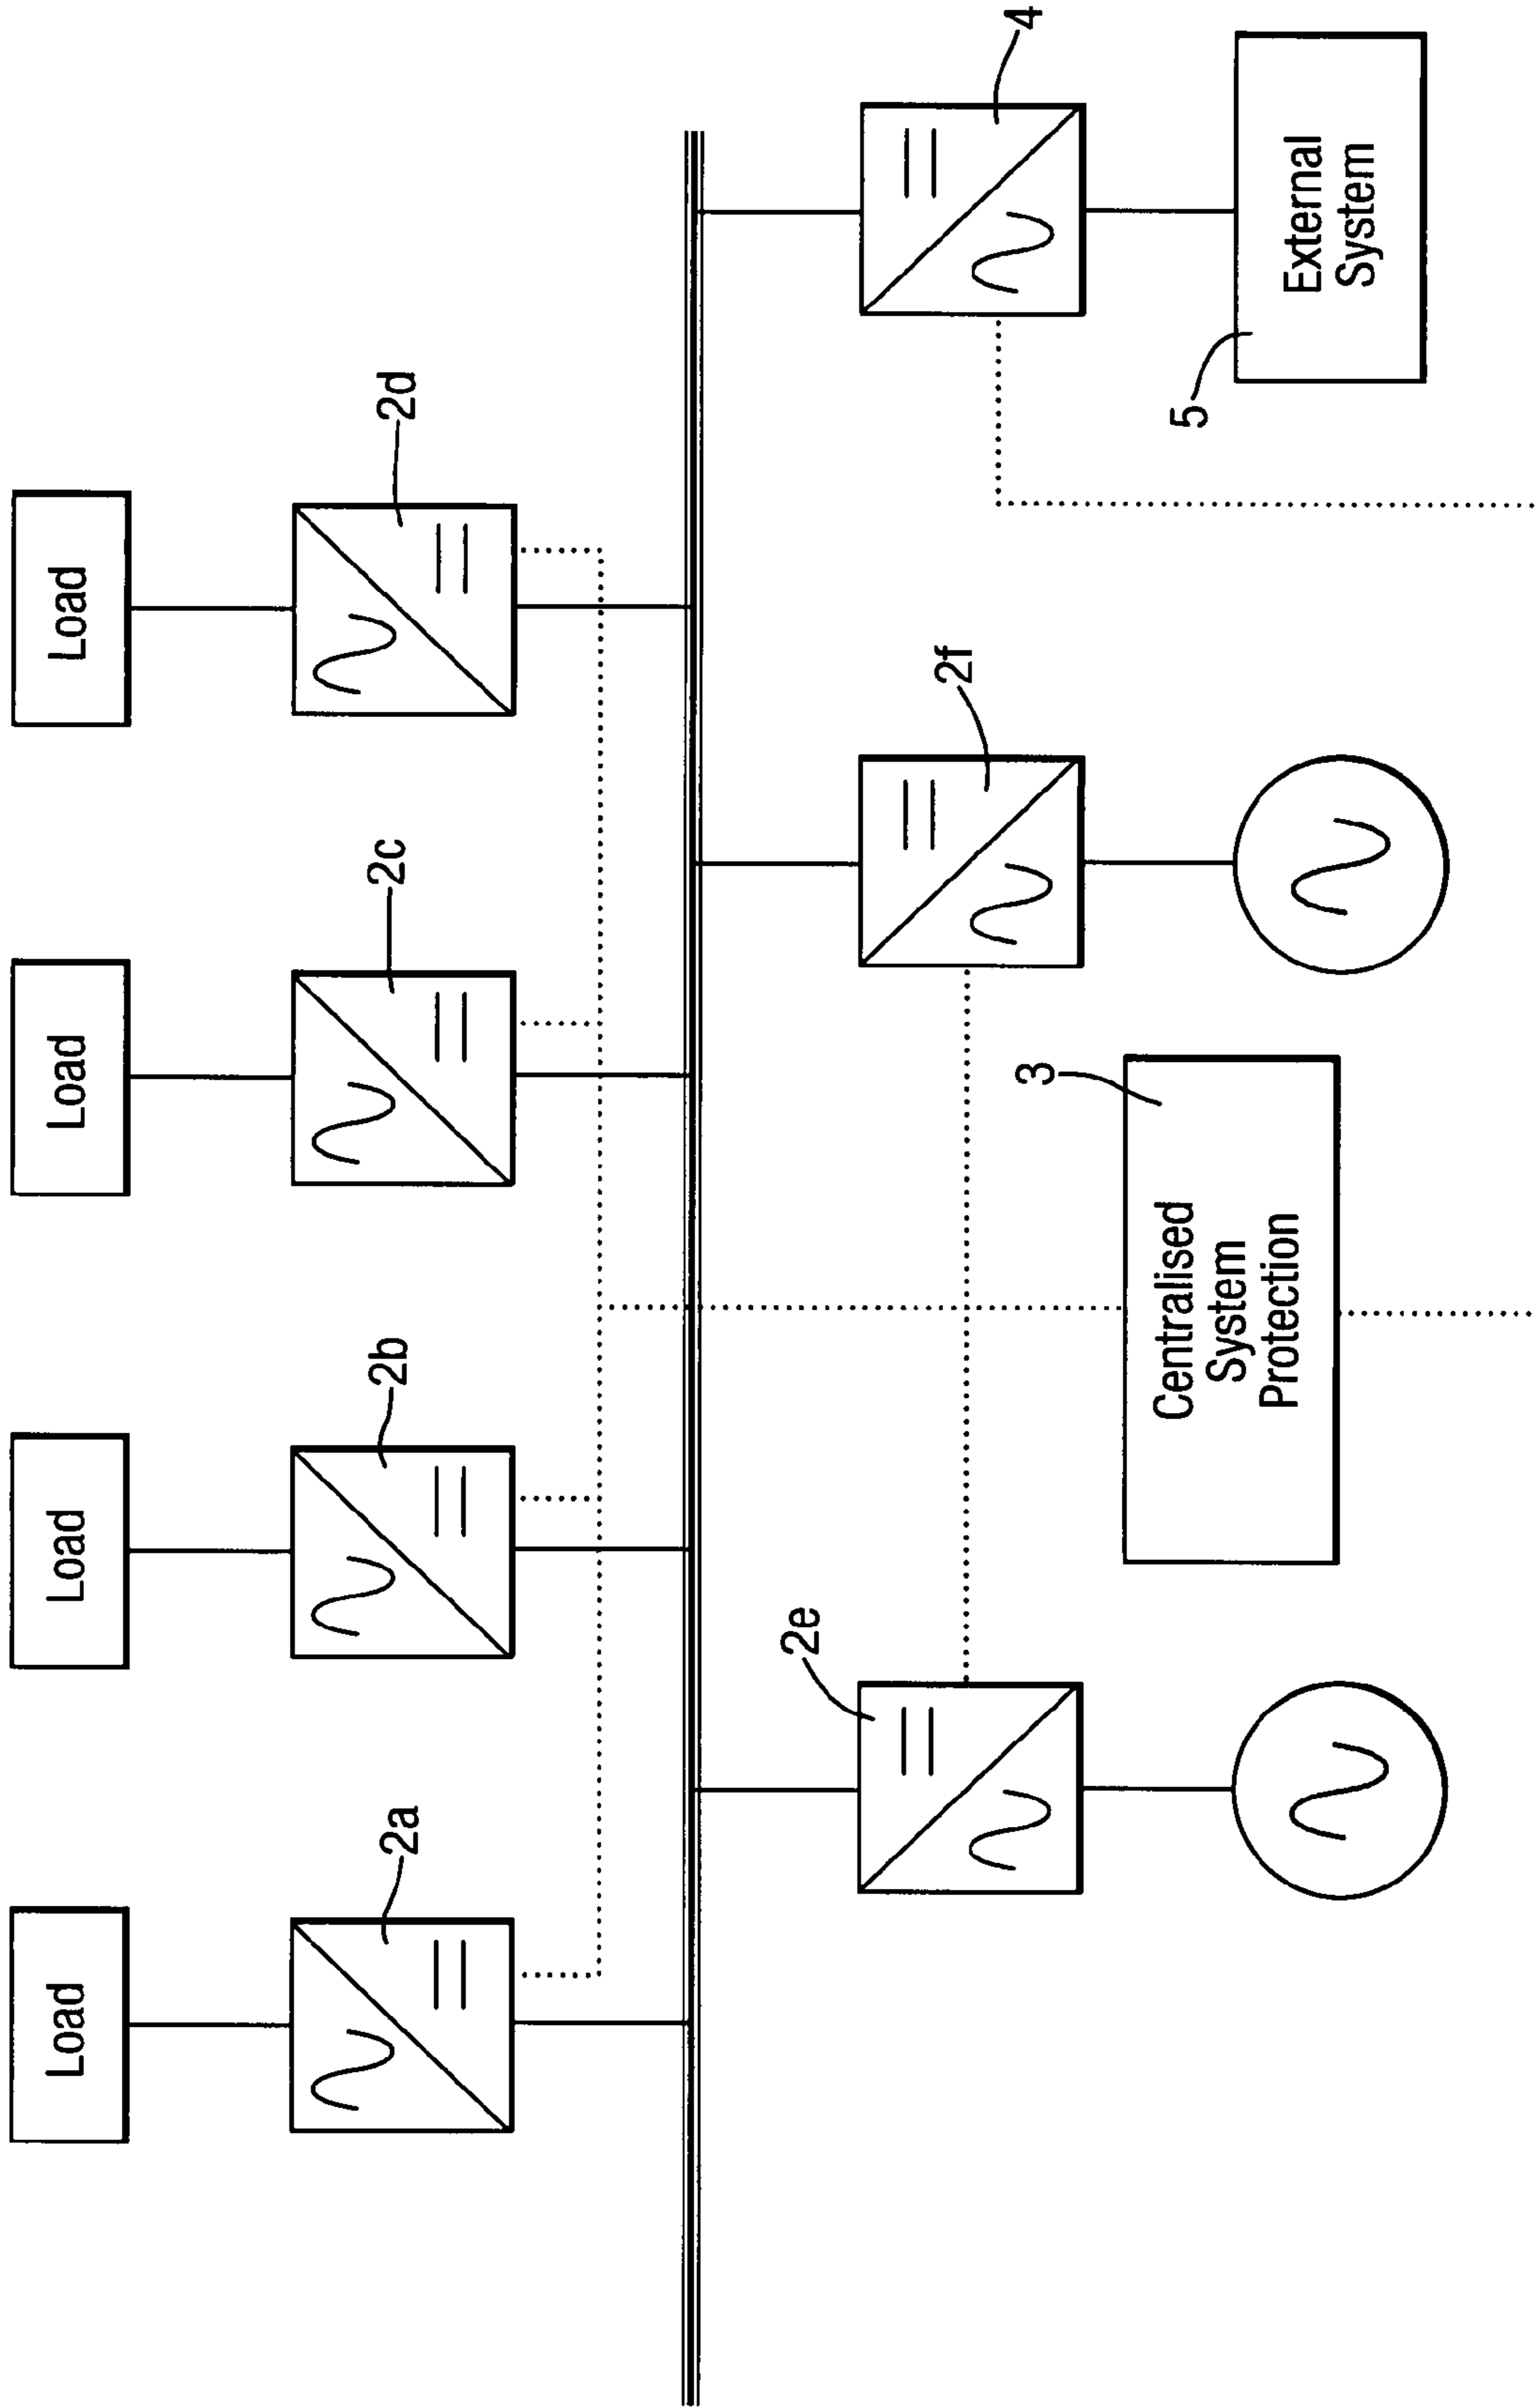 Load
Load
Load
Load
2a
2b
2c
2d
2e
2f
4
3
Centralised
System
Protection
5
External
System